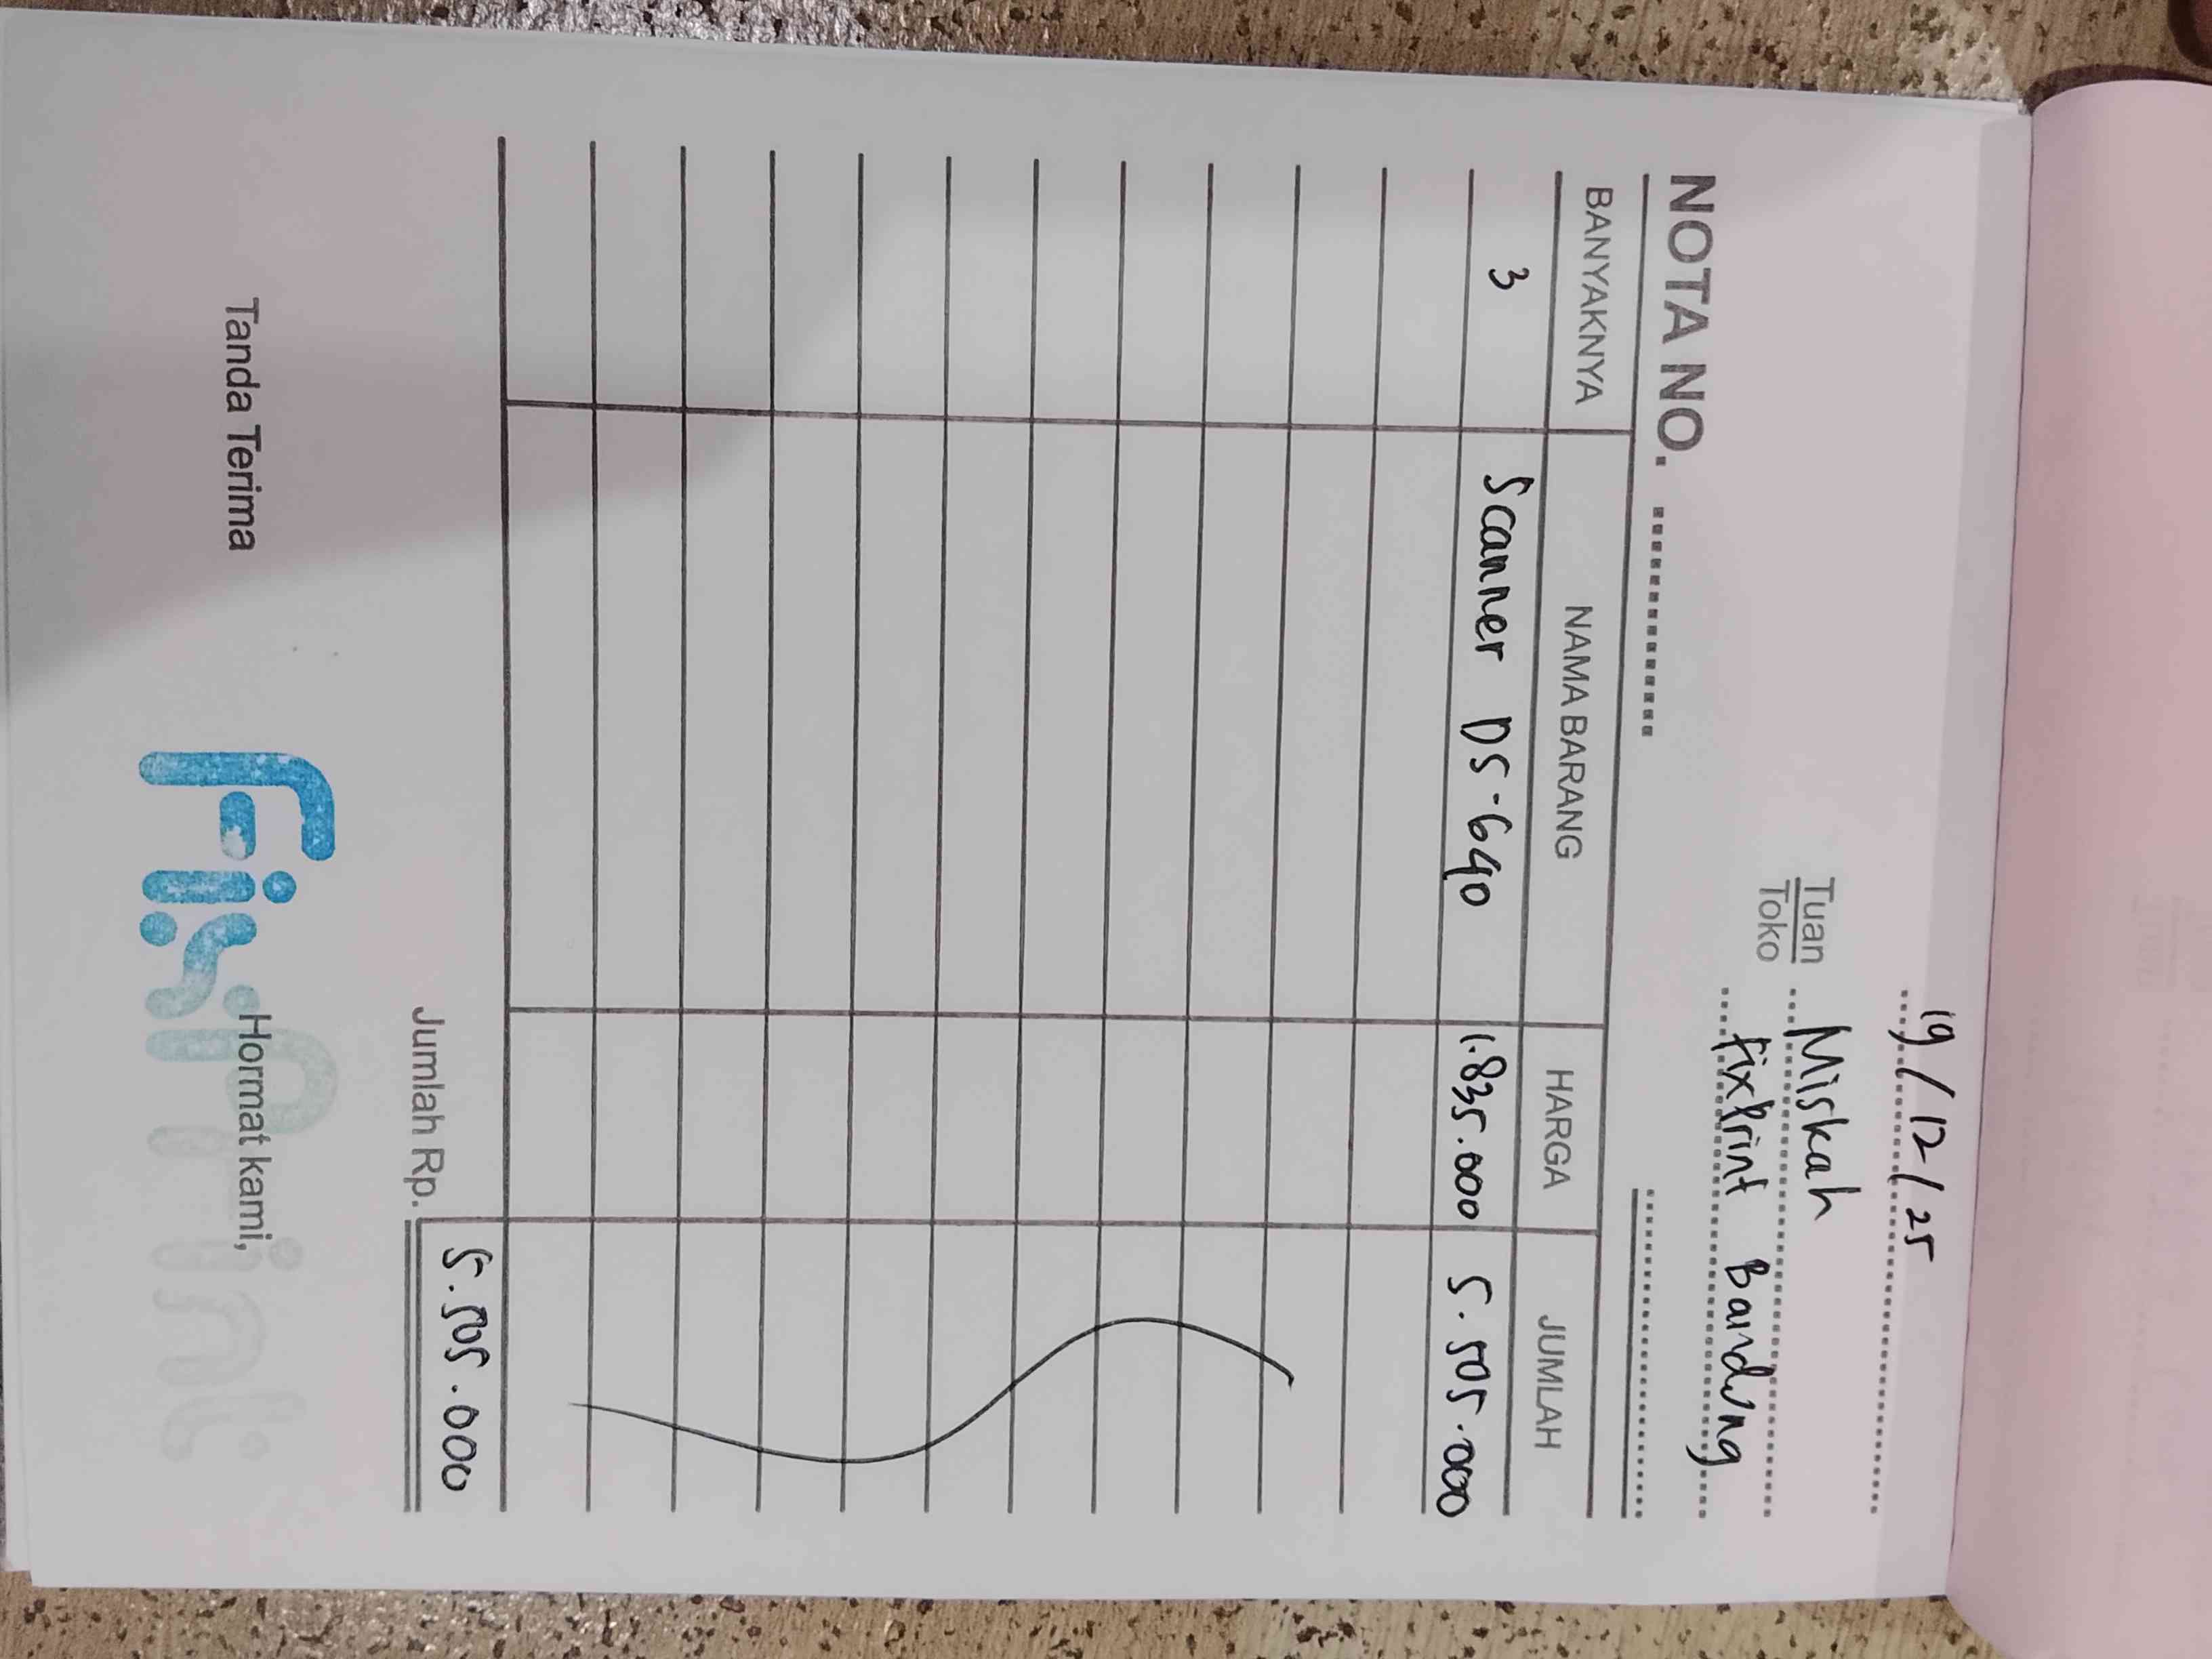 19/12/25
Tuan Miskah
Toko FixPrint Bandung
NOTA NO.
BANYAKNYA NAMA BARANG HARGA JUMLAH
3 Scanner DS-640 1.835.000 5.505.000
Jumlah Rp. 5.505.000
Tanda Terima Hormat kami,
FixPrint